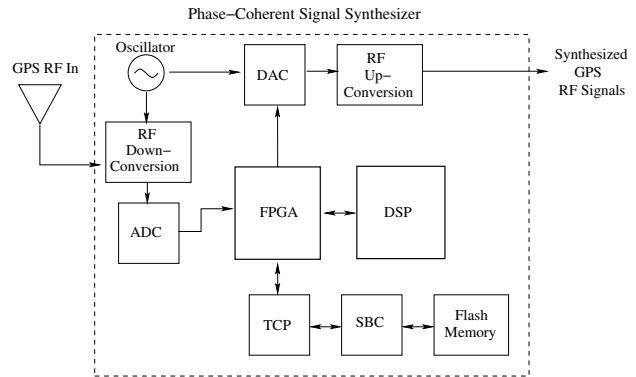 Phase−Coherent Signal Synthesizer
Oscillator
GPS RF In
DAC
RF
Up−
Conversion
Synthesized
GPS
RF Signals
RF
Down−
Conversion
ADC
FPGA
DSP
TCP
SBC
Flash
Memory